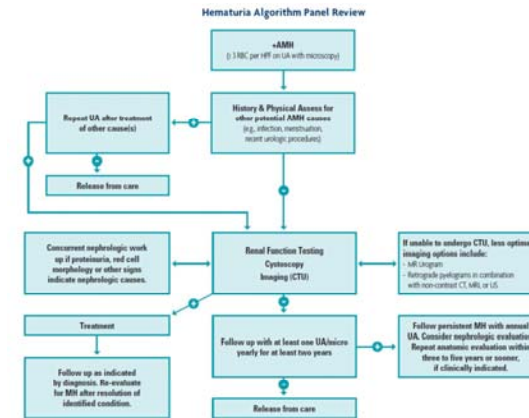 Hematuria Algorithm Panel Review
+AMH
(≥3 RBC per HPF on UA with microscopy)
History & Physical Assess for
other potential AMH causes
(e.g., infection, menstruation,
recent urologic procedures)
Repeat UA after treatment
of other cause(s)
Release from care
Concurrent nephrologic work
up if proteinuria, red cell
morphology or other signs
indicate nephrologic causes.
Renal Function Testing
Cystoscopy
Imaging (CTU)
If unable to undergo CTU, less optimal
imaging options include:
- MR Urogram
- Retrograde pyelograms in combination
with non-contrast CT, MRI, or US
Treatment
Follow up as indicated
by diagnosis. Re-evaluate
for MH after resolution of
identified condition.
Follow up with at least one UA/micro
yearly for at least two years
Release from care
Follow persistent MH with annual
UA. Consider nephrologic evaluation.
Repeat anatomic evaluation within
three to five years or sooner,
if clinically indicated.